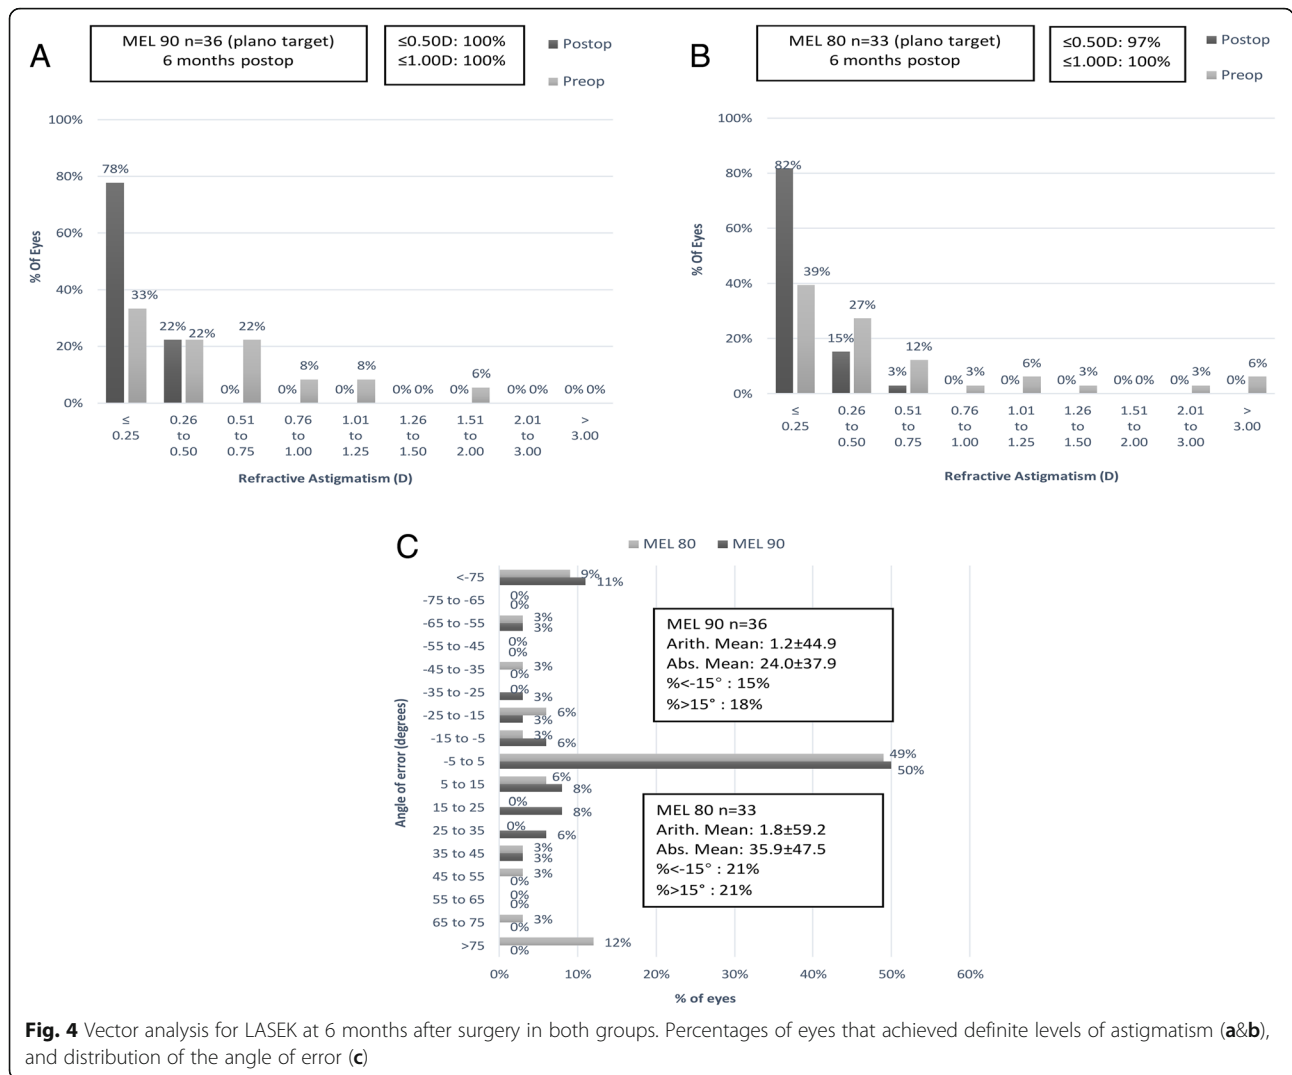 A
MEL 90 n=36 (plano target)
6 months postop
≤0.50D: 100%
≤1.00D: 100%
Postop
Preop
100%
80%
60%
40%
20%
0%
% Of Eyes
78%
33%
22%
22%
0%
22%
0%
8%
0%
8%
0%
0%
0%
6%
0%
0%
0%
0%
≤
0.25
0.26
to
0.50
0.51
to
0.75
0.76
to
1.00
1.01
to
1.25
1.26
to
1.50
1.51
to
2.00
2.01
to
3.00
>
3.00
Refractive Astigmatism (D)
B
MEL 80 n=33 (plano target)
6 months postop
≤0.50D: 97%
≤1.00D: 100%
Postop
Preop
100%
80%
60%
40%
20%
0%
% Of Eyes
82%
39%
15%
27%
3%
12%
0%
3%
0%
6%
0%
3%
0%
0%
0%
3%
0%
6%
≤
0.25
0.26
to
0.50
0.51
to
0.75
0.76
to
1.00
1.01
to
1.25
1.26
to
1.50
1.51
to
2.00
2.01
to
3.00
>
3.00
Refractive Astigmatism (D)
C
MEL 80
MEL 90
Angle of error (degrees)
<-75
9%
11%
-75 to -65
0%
0%
-65 to -55
3%
3%
-55 to -45
0%
0%
-45 to -35
3%
0%
-35 to -25
0%
3%
-25 to -15
6%
3%
-15 to -5
3%
6%
-5 to 5
49%
50%
5 to 15
6%
8%
15 to 25
0%
8%
25 to 35
0%
6%
35 to 45
3%
3%
45 to 55
3%
0%
55 to 65
0%
0%
65 to 75
3%
0%
>75
12%
0%
MEL 90 n=36
Arith. Mean: 1.2±44.9
Abs. Mean: 24.0±37.9
%<-15° : 15%
%>15° : 18%
MEL 80 n=33
Arith. Mean: 1.8±59.2
Abs. Mean: 35.9±47.5
%<-15° : 21%
%>15° : 21%
0%
10%
20%
30%
40%
50%
60%
% of eyes
Fig. 4 Vector analysis for LASEK at 6 months after surgery in both groups. Percentages of eyes that achieved definite levels of astigmatism (a&b),
and distribution of the angle of error (c)